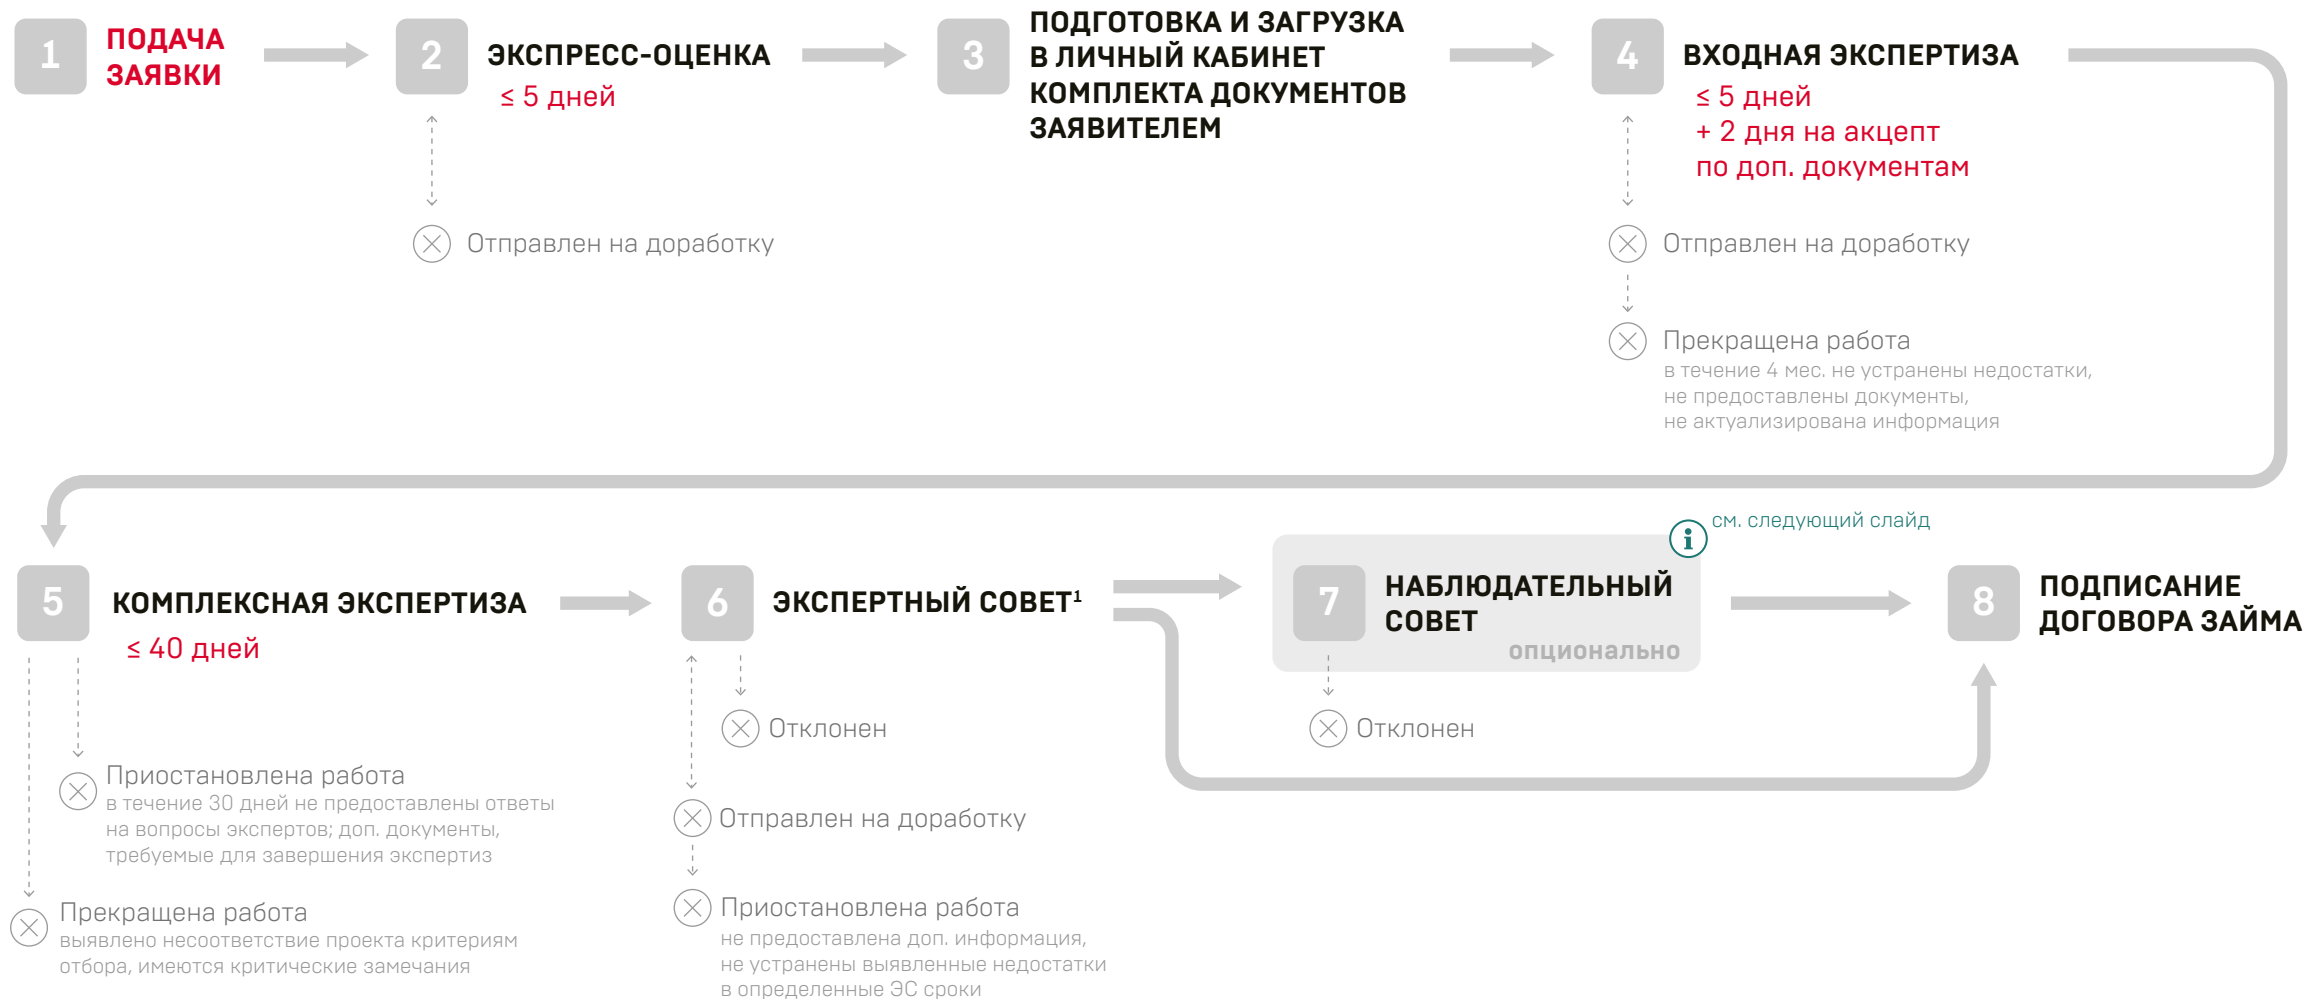 1
ПОДАЧА
ЗАЯВКИ
2
ЭКСПРЕСС-ОЦЕНКА
≤ 5 дней
Отправлен на доработку
3
ПОДГОТОВКА И ЗАГРУЗКА
В ЛИЧНЫЙ КАБИНЕТ
КОМПЛЕКТА ДОКУМЕНТОВ
ЗАЯВИТЕЛЕМ
4
ВХОДНАЯ ЭКСПЕРТИЗА
≤ 5 дней
+ 2 дня на акцепт
по доп. документам
Отправлен на доработку
Прекращена работа
в течение 4 мес. не устранены недостатки,
не предоставлены документы,
не актуализирована информация
5
КОМПЛЕКСНАЯ ЭКСПЕРТИЗА
≤ 40 дней
Приостановлена работа
в течение 30 дней не предоставлены ответы
на вопросы экспертов; доп. документы,
требуемые для завершения экспертиз
Прекращена работа
выявлено несоответствие проекта критериям
отбора, имеются критические замечания
6
ЭКСПЕРТНЫЙ СОВЕТ¹
Отклонен
Отправлен на доработку
Приостановлена работа
не предоставлена доп. информация,
не устранены выявленные недостатки
в определенные ЭС сроки
i
см. следующий слайд
7
НАБЛЮДАТЕЛЬНЫЙ
СОВЕТ
опционально
Отклонен
8
ПОДПИСАНИЕ
ДОГОВОРА ЗАЙМА